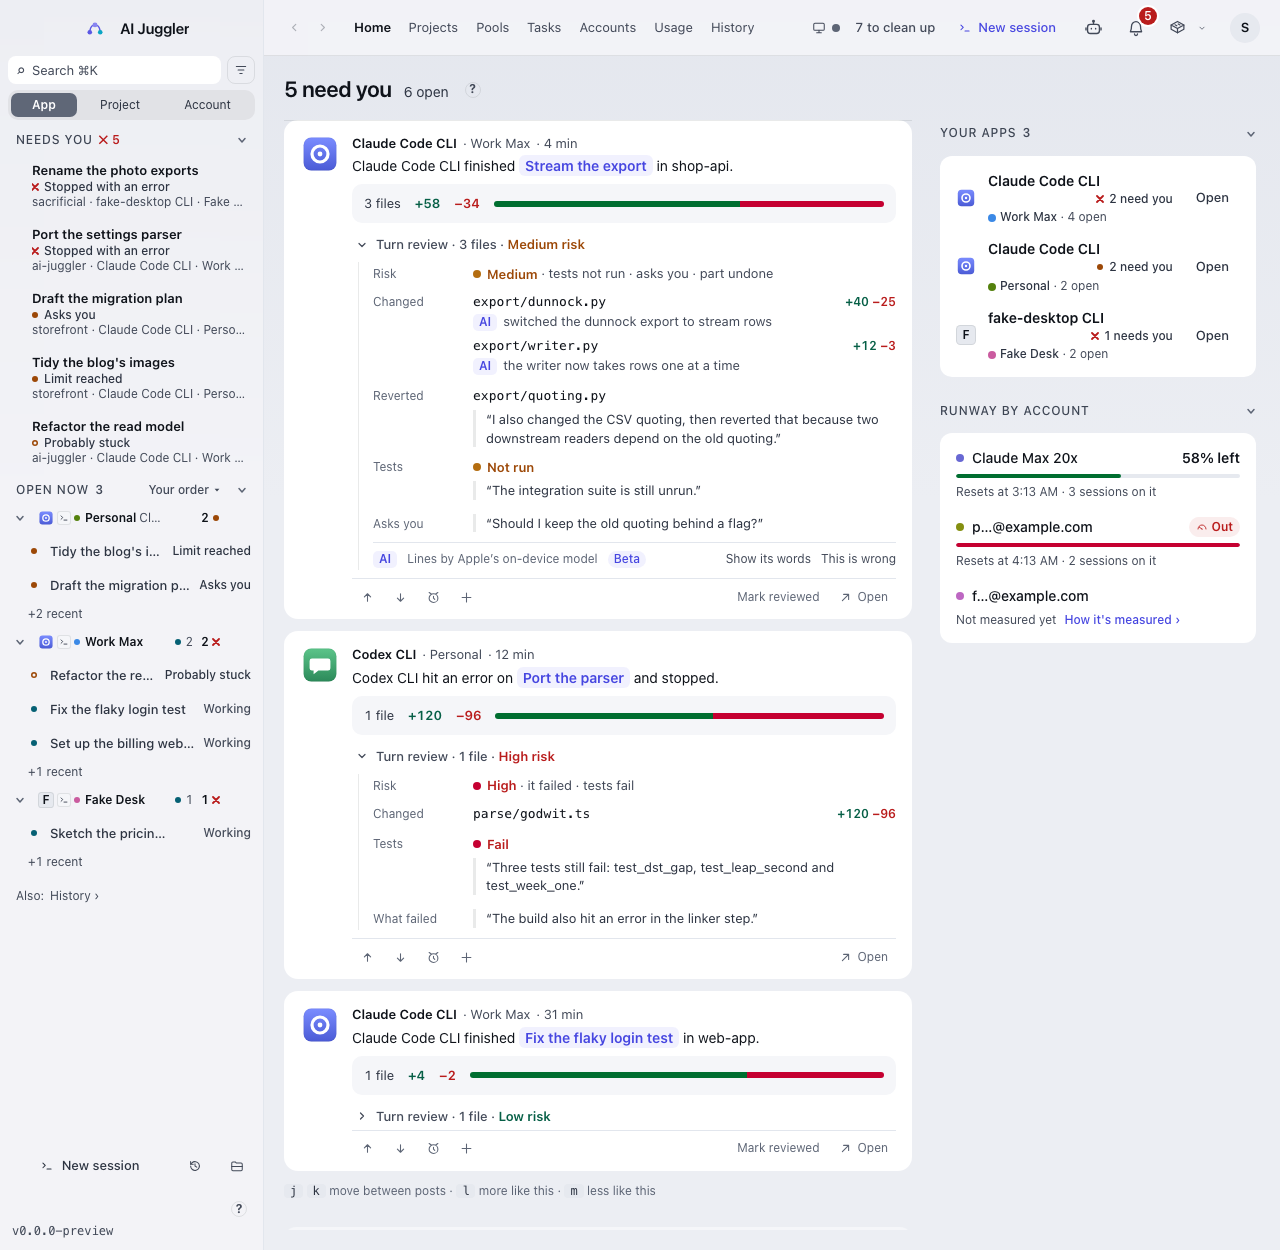 AI Juggler
Search ⌘K
App Project Account
NEEDS YOU 5
Rename the photo exports
Stopped with an error
sacrificial · fake-desktop CLI · Fake ...
Port the settings parser
Stopped with an error
ai-juggler · Claude Code CLI · Work ...
Draft the migration plan
Asks you
storefront · Claude Code CLI · Perso...
Tidy the blog's images
Limit reached
storefront · Claude Code CLI · Perso...
Refactor the read model
Probably stuck
ai-juggler · Claude Code CLI · Work ...
OPEN NOW 3 Your order
Personal Cl... 2
Tidy the blog's i... Limit reached
Draft the migration p... Asks you
+2 recent
Work Max 2 2
Refactor the re... Probably stuck
Fix the flaky login test Working
Set up the billing web... Working
+1 recent
F Fake Desk 1 1
Sketch the pricin... Working
+1 recent
Also: History ›
New session
?
v0.0.0-preview
Home Projects Pools Tasks Accounts Usage History
7 to clean up
New session
5
S
5 need you 6 open ?
Claude Code CLI · Work Max · 4 min
Claude Code CLI finished Stream the export in shop-api.
3 files +58 −34
Turn review · 3 files · Medium risk
Risk Medium · tests not run · asks you · part undone
Changed export/dunnock.py +40 −25
AI switched the dunnock export to stream rows
export/writer.py +12 −3
AI the writer now takes rows one at a time
Reverted export/quoting.py
“I also changed the CSV quoting, then reverted that because two
downstream readers depend on the old quoting.”
Tests Not run
“The integration suite is still unrun.”
Asks you “Should I keep the old quoting behind a flag?”
AI Lines by Apple's on-device model Beta Show its words This is wrong
Mark reviewed Open
Codex CLI · Personal · 12 min
Codex CLI hit an error on Port the parser and stopped.
1 file +120 −96
Turn review · 1 file · High risk
Risk High · it failed · tests fail
Changed parse/godwit.ts +120 −96
Tests Fail
“Three tests still fail: test_dst_gap, test_leap_second and
test_week_one.”
What failed “The build also hit an error in the linker step.”
Open
Claude Code CLI · Work Max · 31 min
Claude Code CLI finished Fix the flaky login test in web-app.
1 file +4 −2
Turn review · 1 file · Low risk
Mark reviewed Open
j k move between posts · l more like this · m less like this
YOUR APPS 3
Claude Code CLI
2 need you Open
Work Max · 4 open
Claude Code CLI
2 need you Open
Personal · 2 open
F fake-desktop CLI
1 needs you Open
Fake Desk · 2 open
RUNWAY BY ACCOUNT
Claude Max 20x 58% left
Resets at 3:13 AM · 3 sessions on it
p...@example.com Out
Resets at 4:13 AM · 2 sessions on it
f...@example.com
Not measured yet How it's measured ›